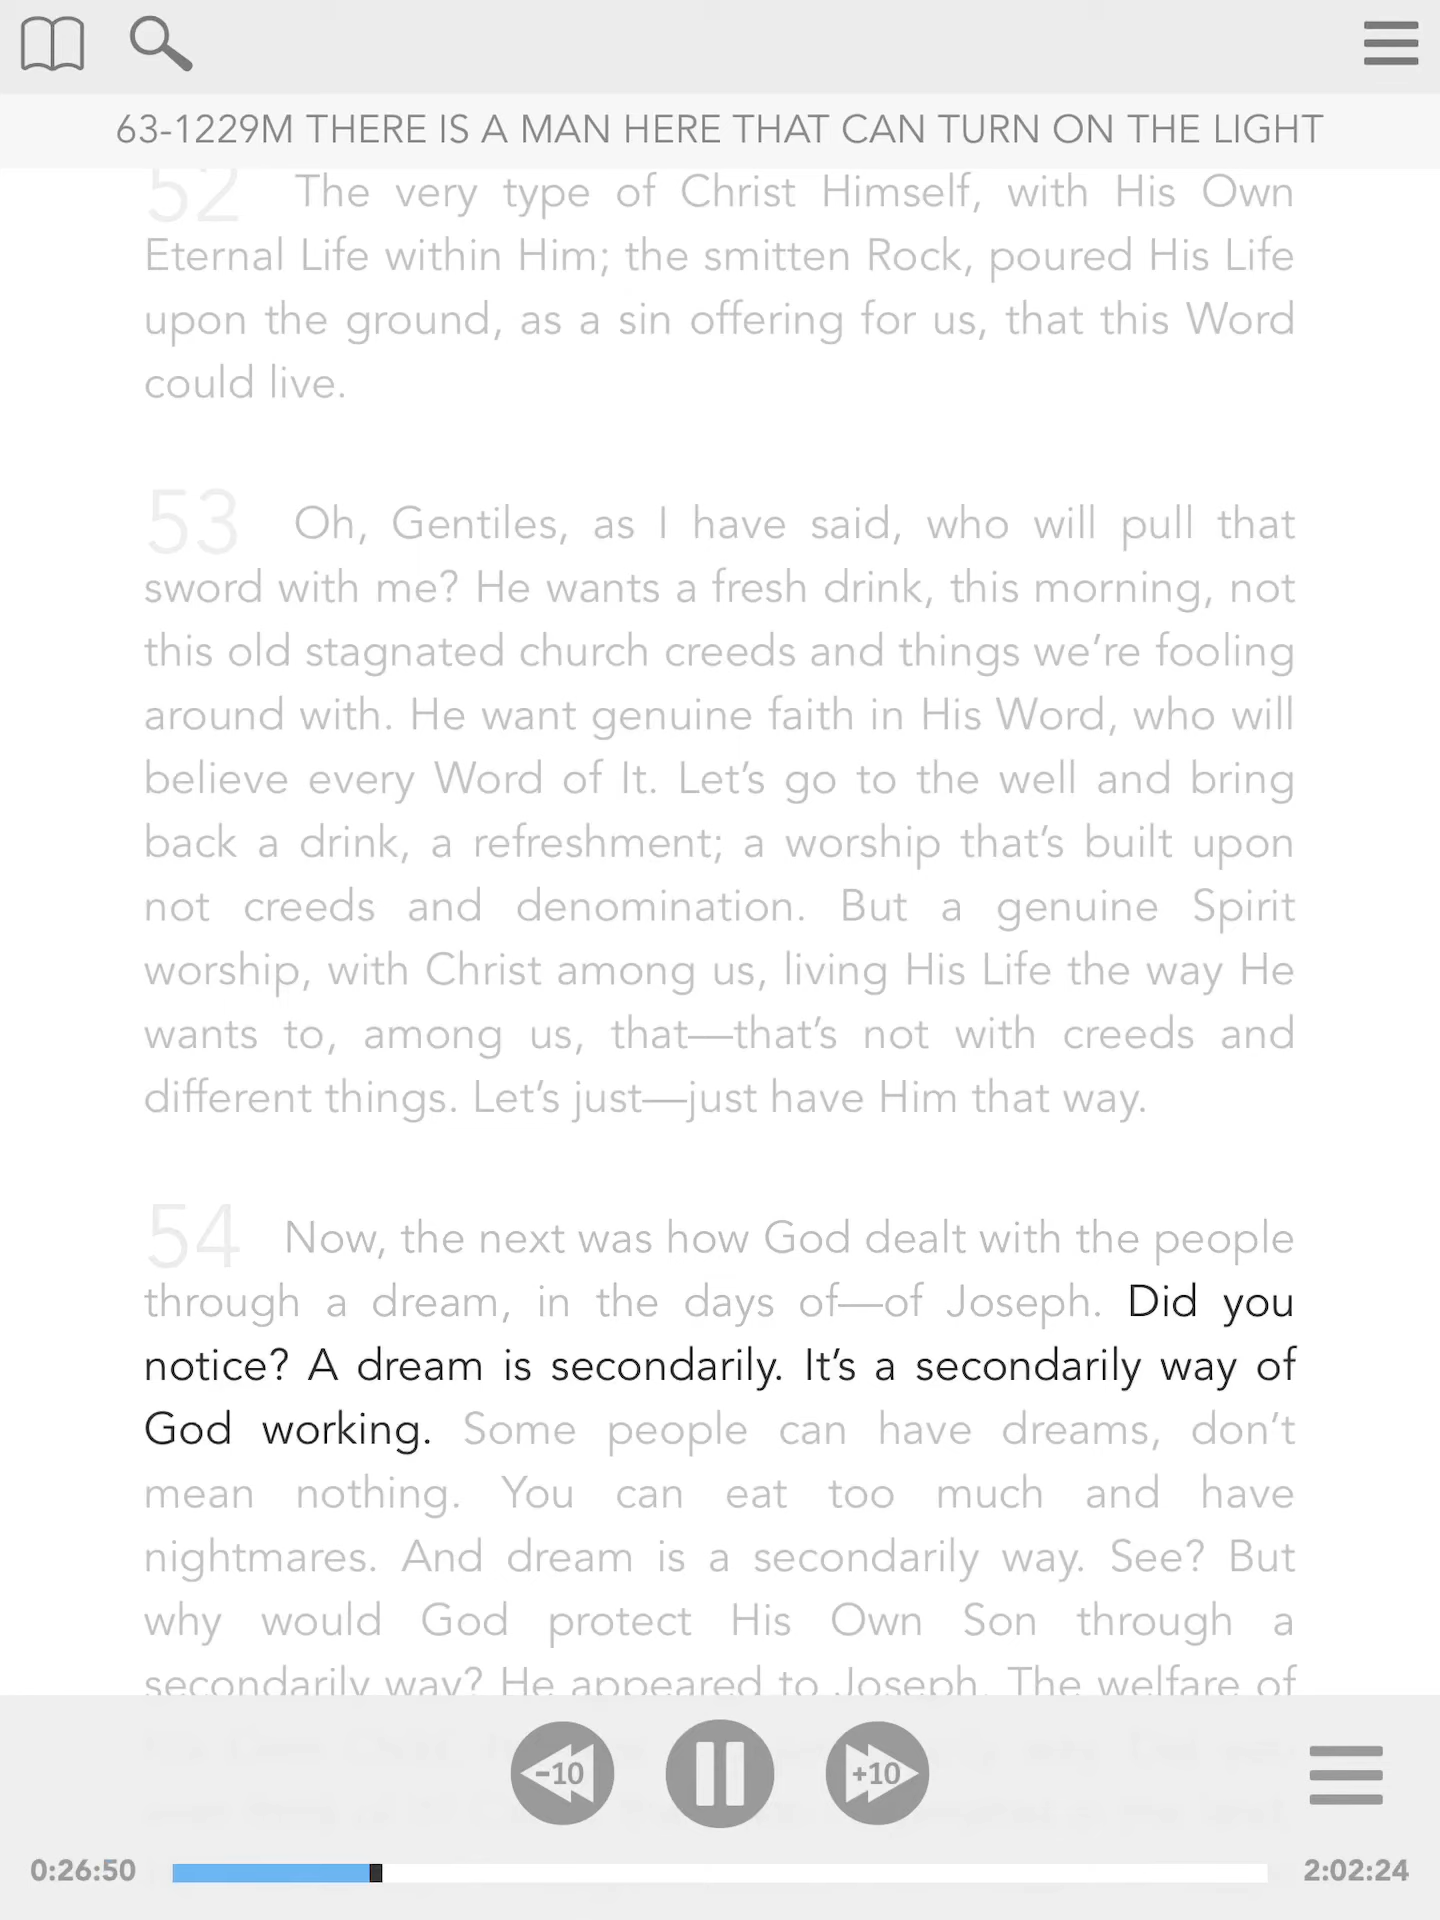 63-1229M THERE IS A MAN HERE THAT CAN TURN ON THE LIGHT
52 The very type of Christ Himself, with His Own
Eternal Life within Him; the smitten Rock, poured His Life
upon the ground, as a sin offering for us, that this Word
could live.
53 Oh, Gentiles, as I have said, who will pull that
sword with me? He wants a fresh drink, this morning, not
this old stagnated church creeds and things we’re fooling
around with. He want genuine faith in His Word, who will
believe every Word of It. Let’s go to the well and bring
back a drink, a refreshment; a worship that’s built upon
not creeds and denomination. But a genuine Spirit
worship, with Christ among us, living His Life the way He
wants to, among us, that—that’s not with creeds and
different things. Let’s just—just have Him that way.
54 Now, the next was how God dealt with the people
through a dream, in the days of—of Joseph. Did you
notice? A dream is secondarily. It’s a secondarily way of
God working. Some people can have dreams, don’t
mean nothing. You can eat too much and have
nightmares. And dream is a secondarily way. See? But
why would God protect His Own Son through a
secondarily way? He appeared to Joseph. The welfare of
-10 +10
0:26:50 2:02:24